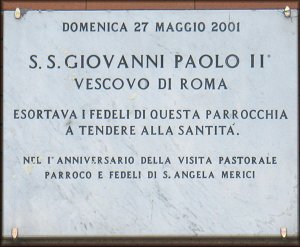 DOMENICA 27 MAGGIO 2001
S. S. GIOVANNI PAOLO II°
VESCOVO DI ROMA
ESORTAVA I FEDELI DI QUESTA PARROCCHIA
A TENDERE ALLA SANTITÀ.
NEL 1° ANNIVERSARIO DELLA VISITA PASTORALE
PARROCO E FEDELI DI S. ANGELA MERICI